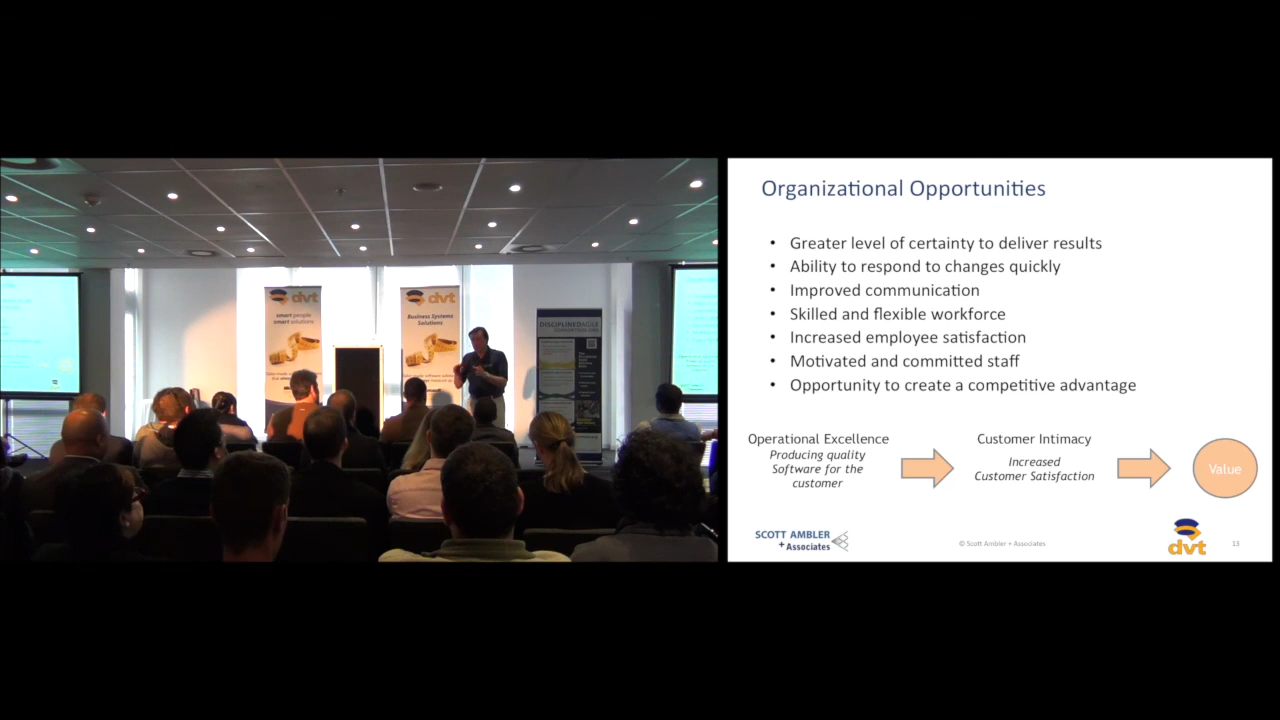 dvt
smart people
smart solutions
dvt
Business Systems
Solutions
DISCIPLINEDAGILE
Organizational Opportunities
• Greater level of certainty to deliver results
• Ability to respond to changes quickly
• Improved communication
• Skilled and flexible workforce
• Increased employee satisfaction
• Motivated and committed staff
• Opportunity to create a competitive advantage
Operational Excellence
Producing quality
Software for the
customer
Customer Intimacy
Increased
Customer Satisfaction
Value
SCOTT AMBLER
+ Associates
© Scott Ambler + Associates
dvt
13